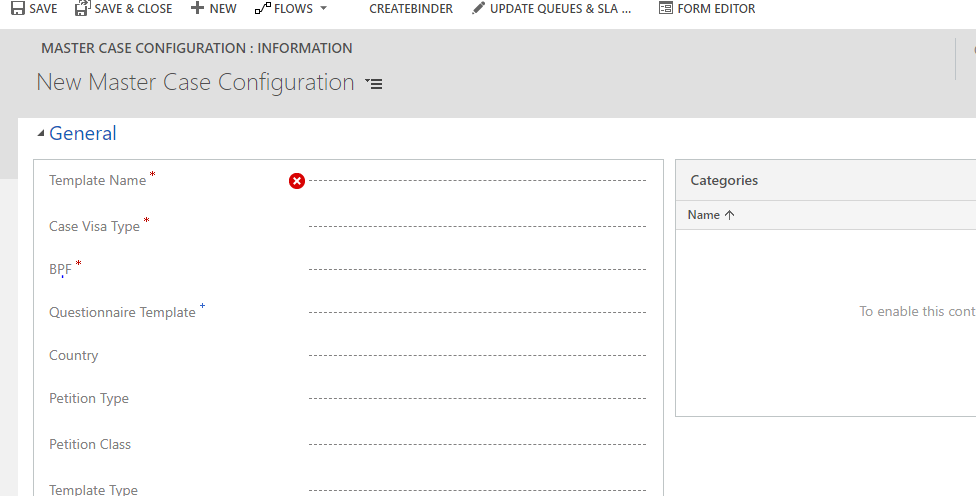 SAVE SAVE & CLOSE NEW FLOWS CREATEBINDER UPDATE QUEUES & SLA ... FORM EDITOR
MASTER CASE CONFIGURATION : INFORMATION
New Master Case Configuration
General
Template Name *
Case Visa Type *
BPF *
Questionnaire Template +
Country
Petition Type
Petition Class
Template Type
Categories
Name
To enable this cont